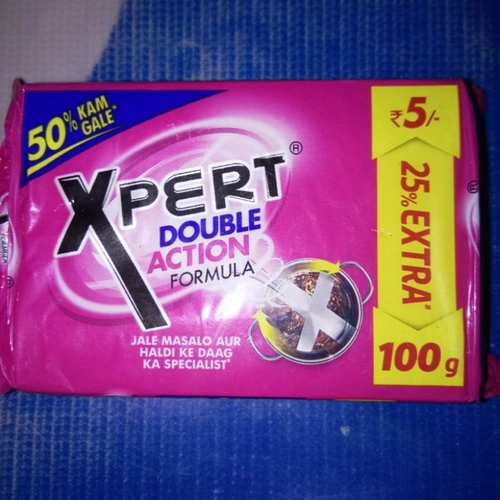 50% KAM
GALE~
XPERT®
DOUBLE
ACTION
FORMULA
JALE MASALO AUR
HALDI KE DAAG
KA SPECIALIST*
₹5/-
25% EXTRA*
100g